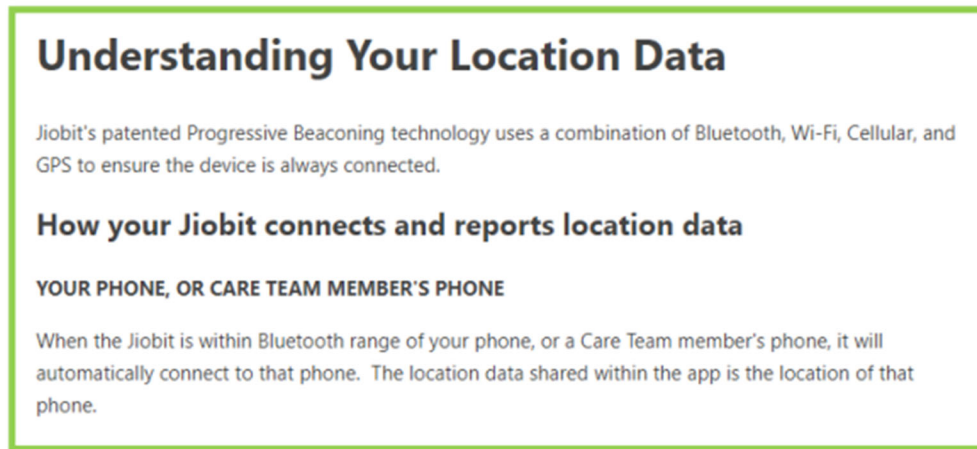 Understanding Your Location Data
Jiobit's patented Progressive Beaconing technology uses a combination of Bluetooth, Wi-Fi, Cellular, and
GPS to ensure the device is always connected.
How your Jiobit connects and reports location data
YOUR PHONE, OR CARE TEAM MEMBER'S PHONE
When the Jiobit is within Bluetooth range of your phone, or a Care Team member's phone, it will
automatically connect to that phone.  The location data shared within the app is the location of that
phone.